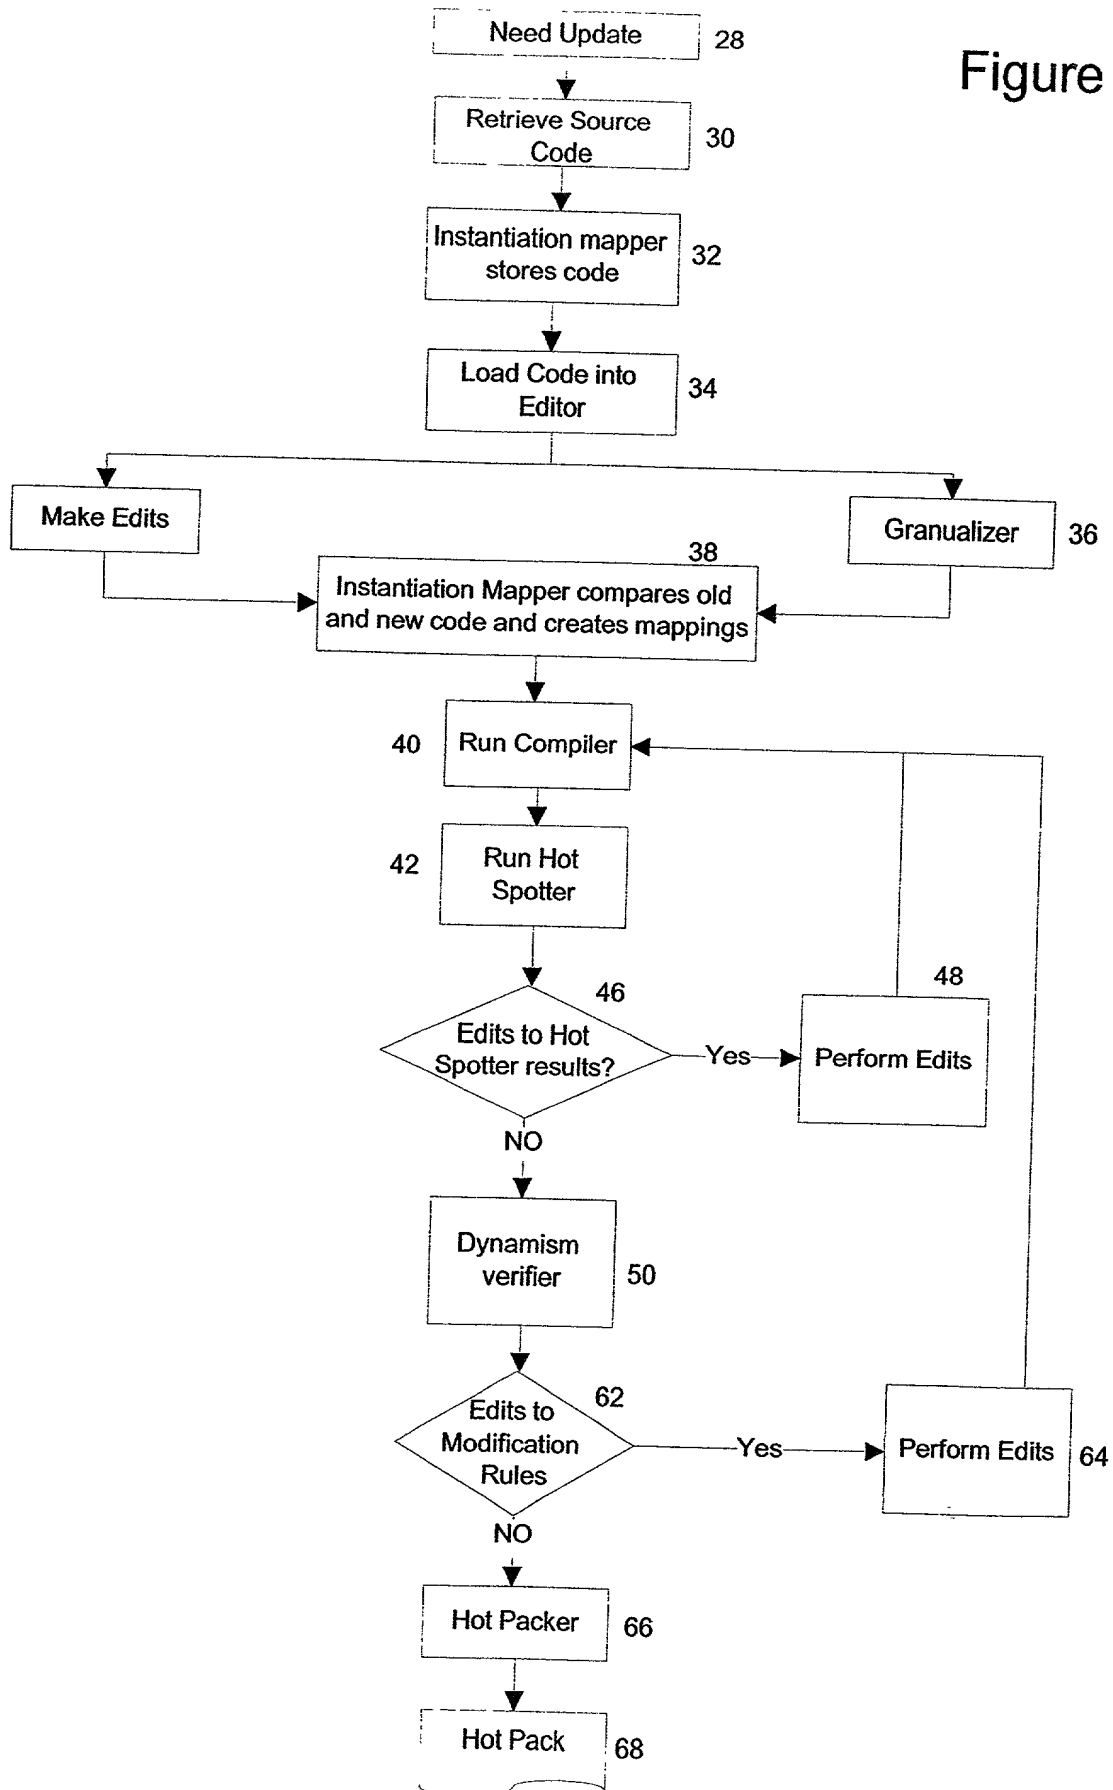 Need Update
28
Figure
Retrieve Source
Code
30
Instantiation mapper
stores code
32
Load Code into
Editor
34
Make Edits
Granualizer
36
38
Instantiation Mapper compares old
and new code and creates mappings
40
Run Compiler
42
Run Hot
Spotter
46
Edits to Hot
Spotter results?
Yes
48
Perform Edits
NO
Dynamism
verifier
50
62
Edits to
Modification
Rules
Yes
Perform Edits
64
NO
Hot Packer
66
Hot Pack
68